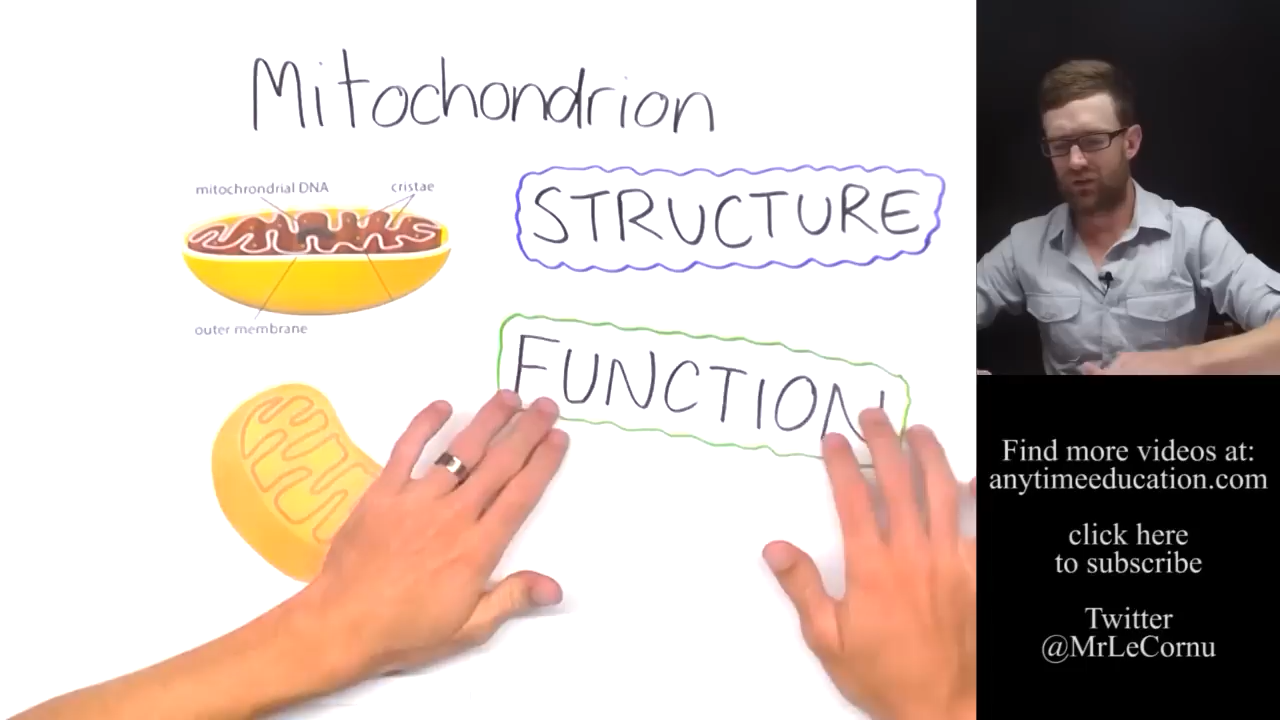 Mitochondrion
mitochrondrial DNA
cristae
outer membrane
STRUCTURE
FUNCTION
Find more videos at:
anytimeeducation.com
click here
to subscribe
Twitter
@MrLeCornu